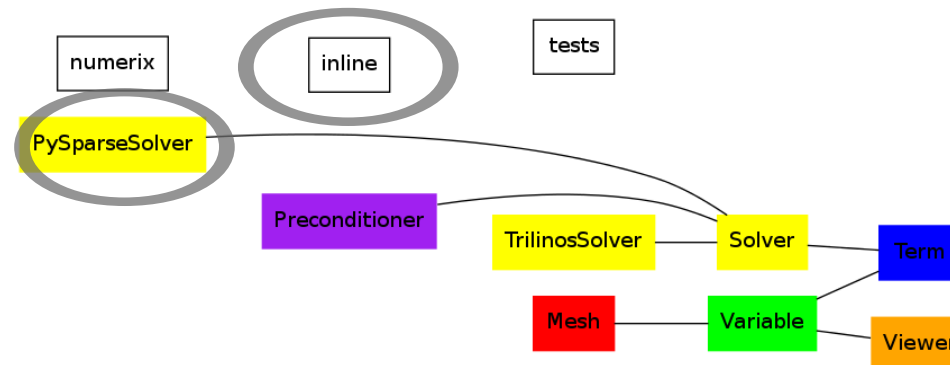 numerix
inline
tests
PySparseSolver
Preconditioner
TrilinosSolver
Solver
Term
Mesh
Variable
Viewer